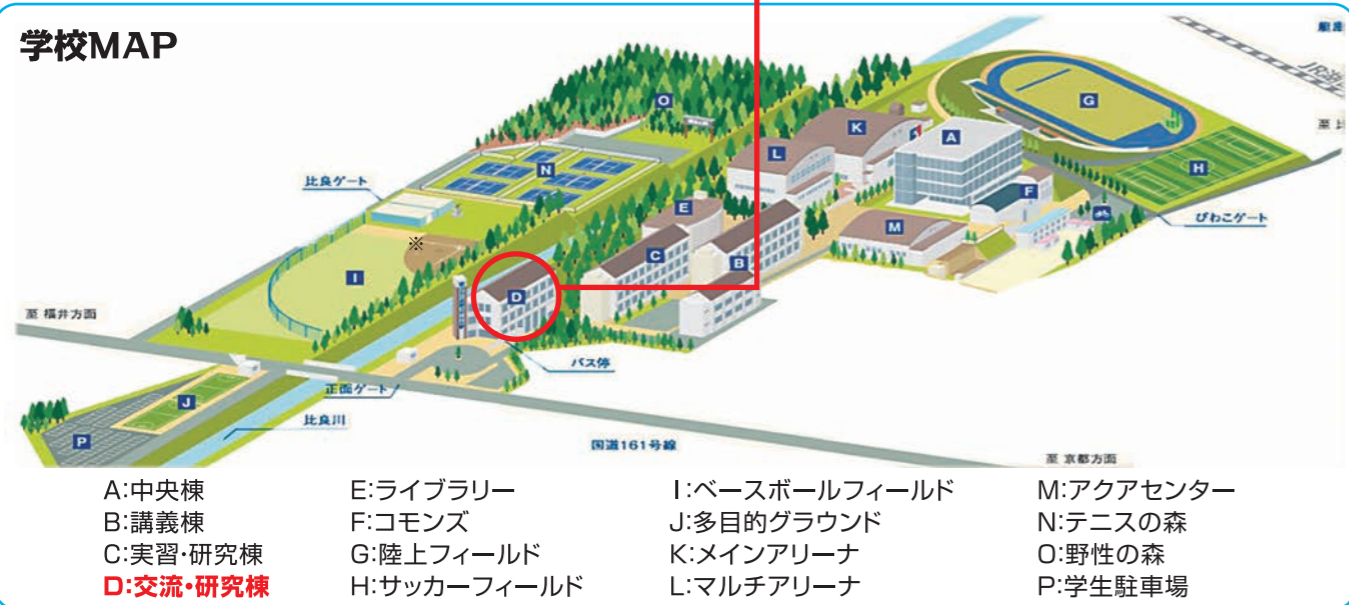 学校MAP
O
G
K
A
L
N
H
比良ゲート
F
E
びわこゲート
M
※
C
B
I
D
至 福井方面
バス停
正面ゲート
J
比良川
P
国道161号線
至 京都方面
A:中央棟
B:講義棟
C:実習・研究棟
D:交流・研究棟
E:ライブラリー
F:コモンズ
G:陸上フィールド
H:サッカーフィールド
I:ベースボールフィールド
J:多目的グラウンド
K:メインアリーナ
L:マルチアリーナ
M:アクアセンター
N:テニスの森
O:野性の森
P:学生駐車場